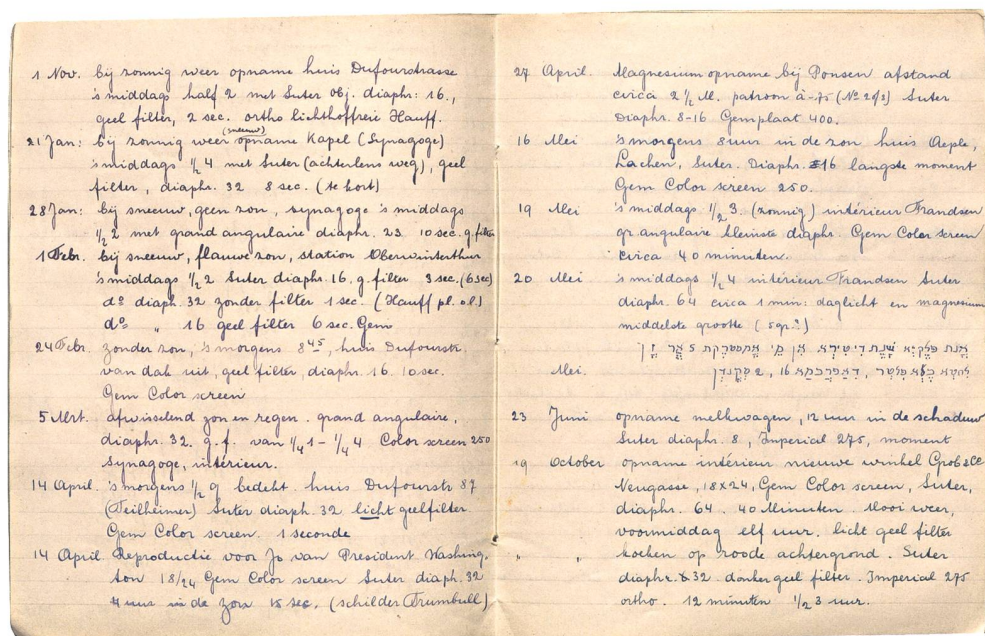 1 Nov. bij zonnig weer opname huis Dufourstrasse
's middags half 2 met Suter obj. diaphr: 16.,
geel filter, 2 sec. ortho lichthoffreie Hauff.
21 Jan: bij zonnig weer (sneeuw) opname Kapel (Synagoge)
's middags ½ 4 met Suter (achterlens weg), geel
filter, diaphr. 32 8 sec. (te kort)
28 Jan: bij sneeuw, geen zon, synagoge 's middags
½ 2 met grand angulaire diaphr. 23. 10 sec. g. filter
1 Febr. bij sneeuw, flauwe zon, station Oberwinterthur
's middags ½ 2 Suter diaphr. 16. g. filter 3 sec. (6 sec)
d° diaph. 32 zonder filter 1 sec. (Hauff pl. o.l.)
d° " 16 geel filter 6 sec. Gem
24 Febr. zonder zon, 's morgens 8 45, huis Dufourstr.
van dak uit, geel filter, diaphr. 16. 10 sec.
Gem Color screen
5 Mrt. afwisselend zon en regen. grand angulaire,
diaphr. 32. g. f. van ¼ 1 - ¼ 4 Color screen 250
synagoge, intérieur.
14 April. 's morgens ½ 9 bedekt huis Dufourstr 87
(Teilheimer) Suter diaph. 32 licht geelfilter.
Gem Color screen. 1 seconde
14 April. Reproductie voor Jo van President Washing,
ton 18/24 Gem Color screen Suter diaph. 32
4 uur in de zon 15 sec. (schilder Trumbull)
27 April. Magnesium opname bij Ponsen afstand
circa 2 ½ M. patroon à -75 (№ 20/2) Suter
Diaphr. 8-16 Gemplaat 400.
16 Mei 's morgens 8 uur in de zon huis Aeple,
Lachen, Suter. Diaphr. 16 langste moment
Gem Color screen 250.
19 Mei 's middags ½ 3. (zonnig) intérieur Frandsen
gr. angulaire kleinste diaphr. Gem Color screen
circa 40 minuten.
20 Mei 's middags ½ 4 intérieur Frandsen Suter
diaphr. 64 circa 1 min: daglicht en magnesium
middelste grootte (5 gr.?)
5
Mei. 16, 2
23 Juni opname melkwagen, 12 uur in de schaduw
Suter diaphr. 8, Imperial 275, moment
19 October opname intérieur nieuwe winkel Grob & Co
Neugasse, 18x24, Gem Color screen, Suter,
diaphr. 64. 40 Minuten. Mooi weer,
voormiddag elf uur. licht geel filter
" " koeken op roode achtergrond. Suter
diaphr. 32 donker geel filter. Imperial 275
ortho. 12 minuten ½ 3 uur.